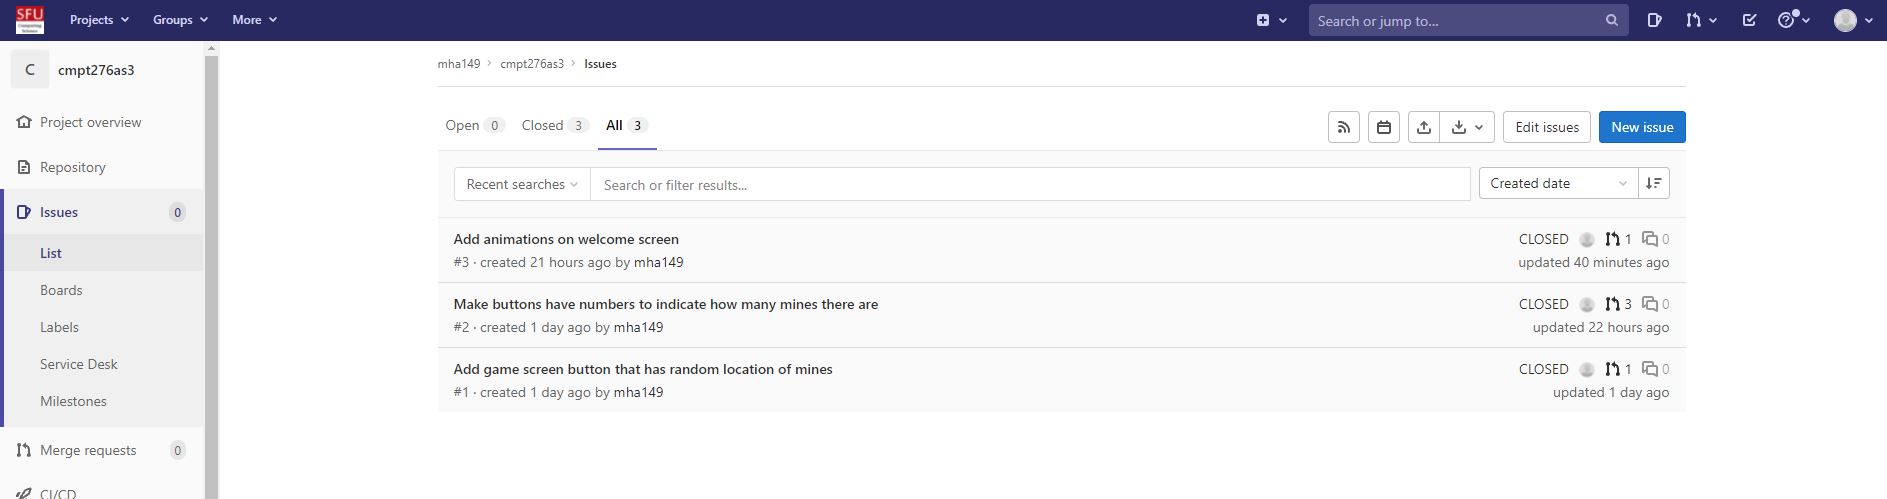 SFU
Computing
Science
Projects
Groups
More
Search or jump to...
C
cmpt276as3
Project overview
Repository
Issues 0
List
Boards
Labels
Service Desk
Milestones
Merge requests 0
CI/CD
mha149 > cmpt276as3 > Issues
Open 0
Closed 3
All 3
Edit issues
New issue
Recent searches
Search or filter results...
Created date
Add animations on welcome screen
CLOSED 1 0
#3 · created 21 hours ago by mha149
updated 40 minutes ago
Make buttons have numbers to indicate how many mines there are
CLOSED 3 0
#2 · created 1 day ago by mha149
updated 22 hours ago
Add game screen button that has random location of mines
CLOSED 1 0
#1 · created 1 day ago by mha149
updated 1 day ago